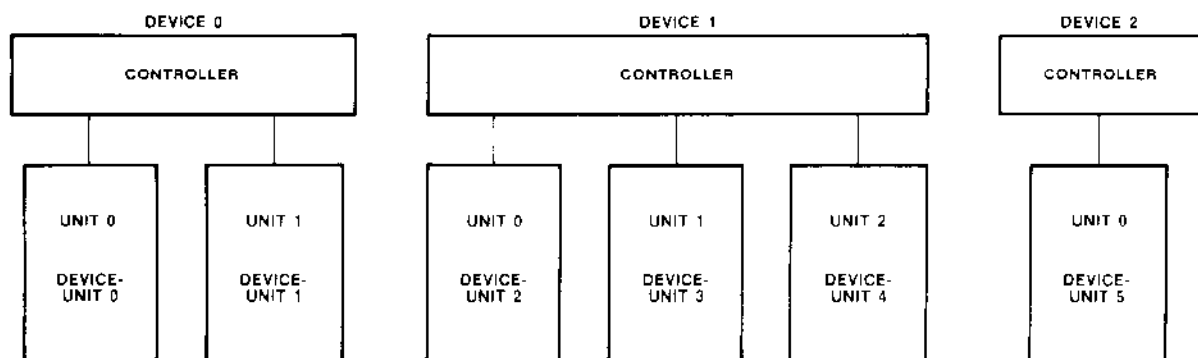 DEVICE 0
DEVICE 1
DEVICE 2
CONTROLLER
CONTROLLER
CONTROLLER
UNIT 0
DEVICE-
UNIT 0
UNIT 1
DEVICE-
UNIT 1
UNIT 0
DEVICE-
UNIT 2
UNIT 1
DEVICE-
UNIT 3
UNIT 2
DEVICE-
UNIT 4
UNIT 0
DEVICE-
UNIT 5